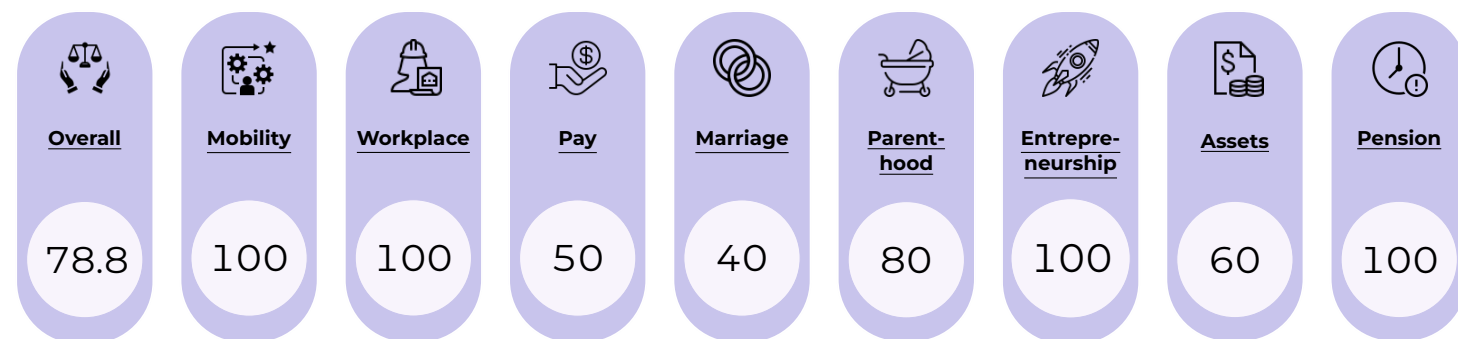 Overall
78.8
Mobility
100
Workplace
100
Pay
50
Marriage
40
Parent-
hood
80
Entrepre-
neurship
100
Assets
60
Pension
100